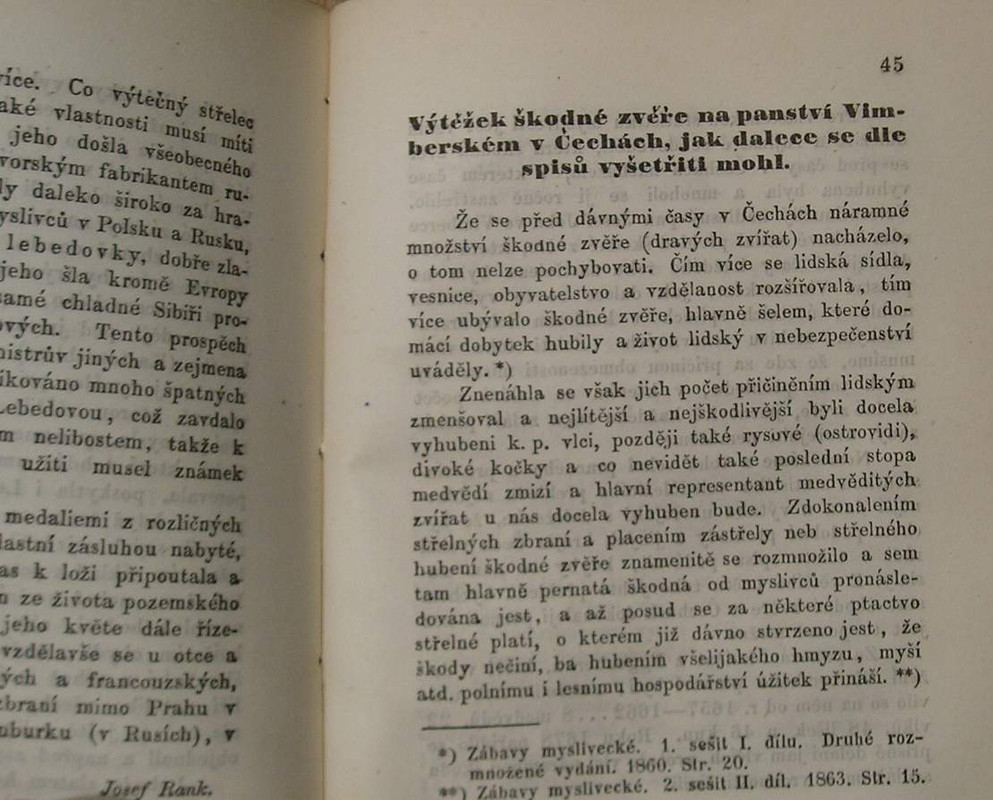 více. Co výtečný střelec
aké vlastnosti musí míti
jeho došla všeobecného
vorským fabrikantem ru-
ly daleko široko za hra-
yslivců v Polsku a Rusku,
lebedovky, dobře zla-
jeho šla kromě Evropy
samé chladné Sibiři pro-
ových. Tento prospěch
nistrův jiných a zejmena
íkováno mnoho špatných
Lebedovou, což zavdalo
m nelibostem, takže k
užiti musel známek
medaliemi z rozličných
lastní zásluhou nabyté,
as k loži připoutala a
n ze života pozemského
jeho květe dále říze-
vzdělavše se u otce a
ých a francouzských,
zbraní mimo Prahu v
nburku (v Rusích), v
Josef Rank.
45
Výtěžek škodné zvěře na panství Vim-
berském v Čechách, jak dalece se dle
spisů vyšetřiti mohl.
Že se před dávnými časy v Čechách náramné
množství škodné zvěře (dravých zvířat) nacházelo,
o tom nelze pochybovati. Čím více se lidská sídla,
vesnice, obyvatelstvo a vzdělanost rozšířovala, tím
více ubývalo škodné zvěře, hlavně šelem, které do-
mácí dobytek hubily a život lidský v nebezpečenství
uváděly.*)
Znenáhla se však jich počet přičiněním lidským
zmenšoval a nejlítější a nejškodlivější byli docela
vyhubeni k. p. vlci, později také rysové (ostrovidi),
divoké kočky a co nevidět také poslední stopa
medvědí zmizí a hlavní representant medvěditých
zvířat u nás docela vyhuben bude. Zdokonalením
střelných zbraní a placením zástřely neb střelného
hubení škodné zvěře znamenitě se rozmnožilo a sem
tam hlavně pernatá škodná od myslivců pronásle-
dována jest, a až posud se za některé ptactvo
střelné platí, o kterém již dávno stvrzeno jest, že
škody nečiní, ba hubením všelijakého hmyzu, myší
atd. polnímu i lesnímu hospodářství úžitek přináší.**)
*) Zábavy myslivecké. 1. sešit I. dílu. Druhé roz-
množené vydání. 1860. Str. 20.
**) Zábavy myslivecké. 2. sešit II. díl. 1863. Str. 15.